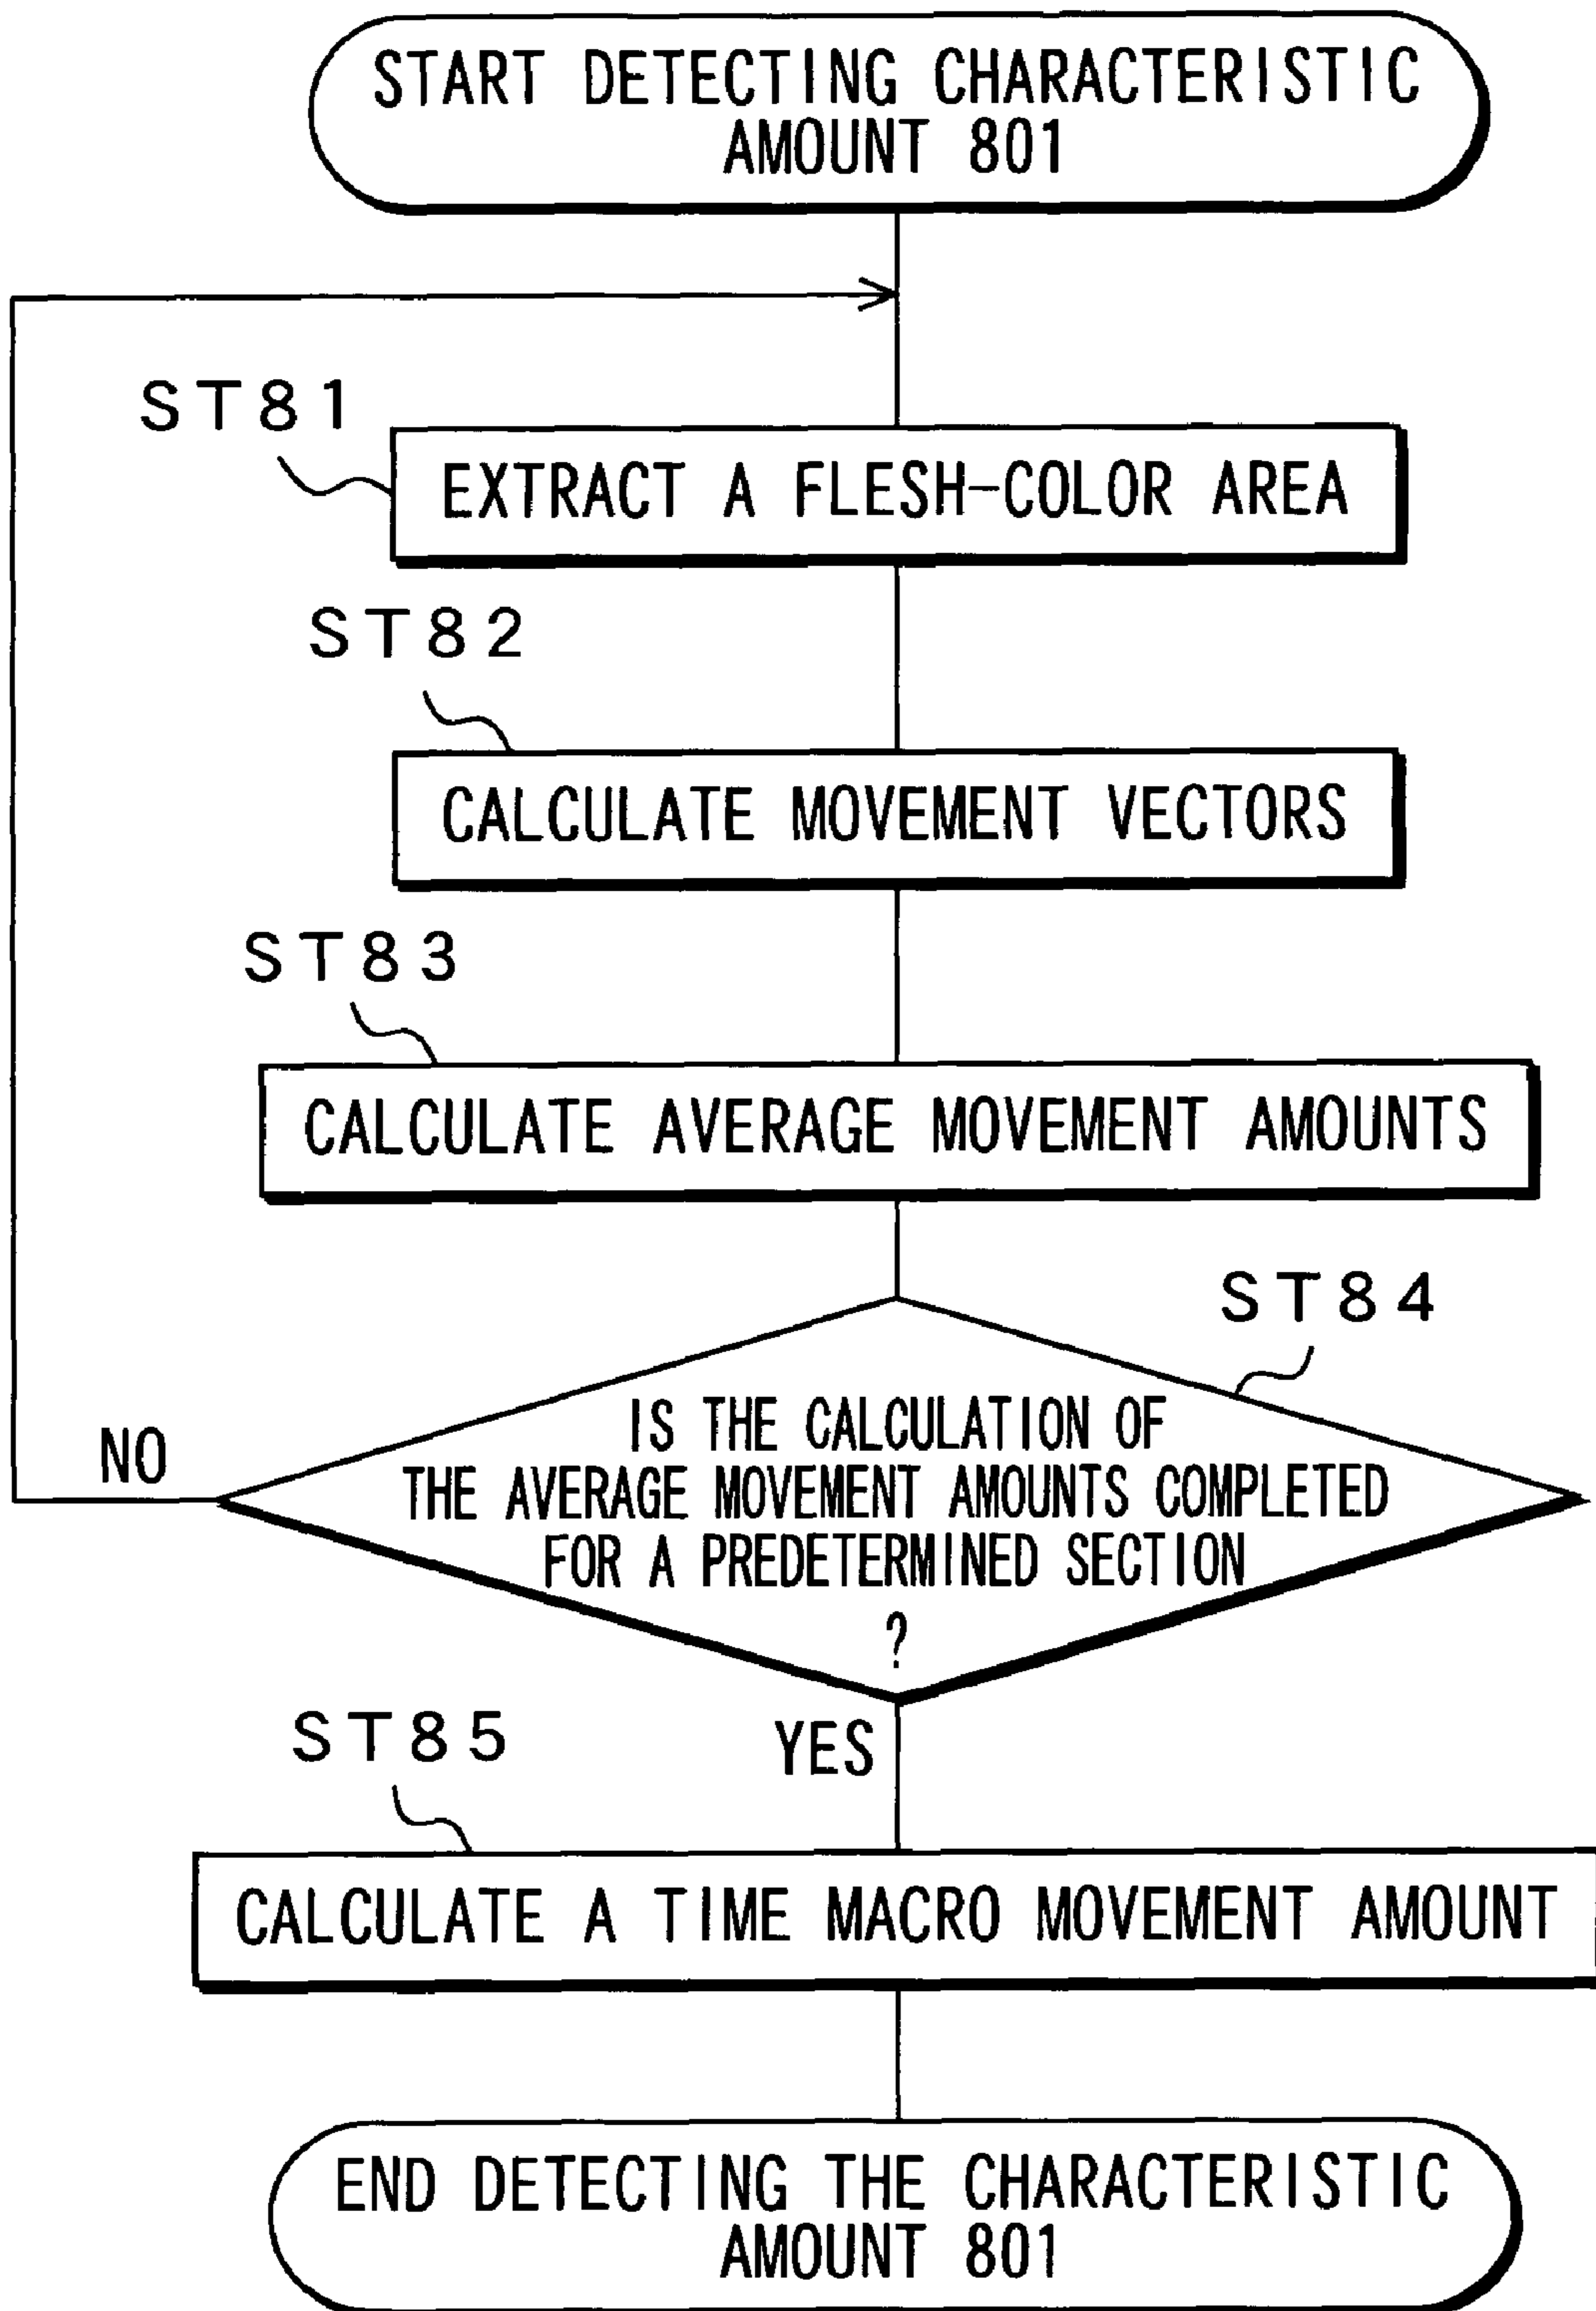 START DETECTING CHARACTERISTIC
AMOUNT 801
ST81
EXTRACT A FLESH-COLOR AREA
ST82
CALCULATE MOVEMENT VECTORS
ST83
CALCULATE AVERAGE MOVEMENT AMOUNTS
ST84
IS THE CALCULATION OF
THE AVERAGE MOVEMENT AMOUNTS COMPLETED
FOR A PREDETERMINED SECTION
?
NO
YES
ST85
CALCULATE A TIME MACRO MOVEMENT AMOUNT
END DETECTING THE CHARACTERISTIC
AMOUNT 801